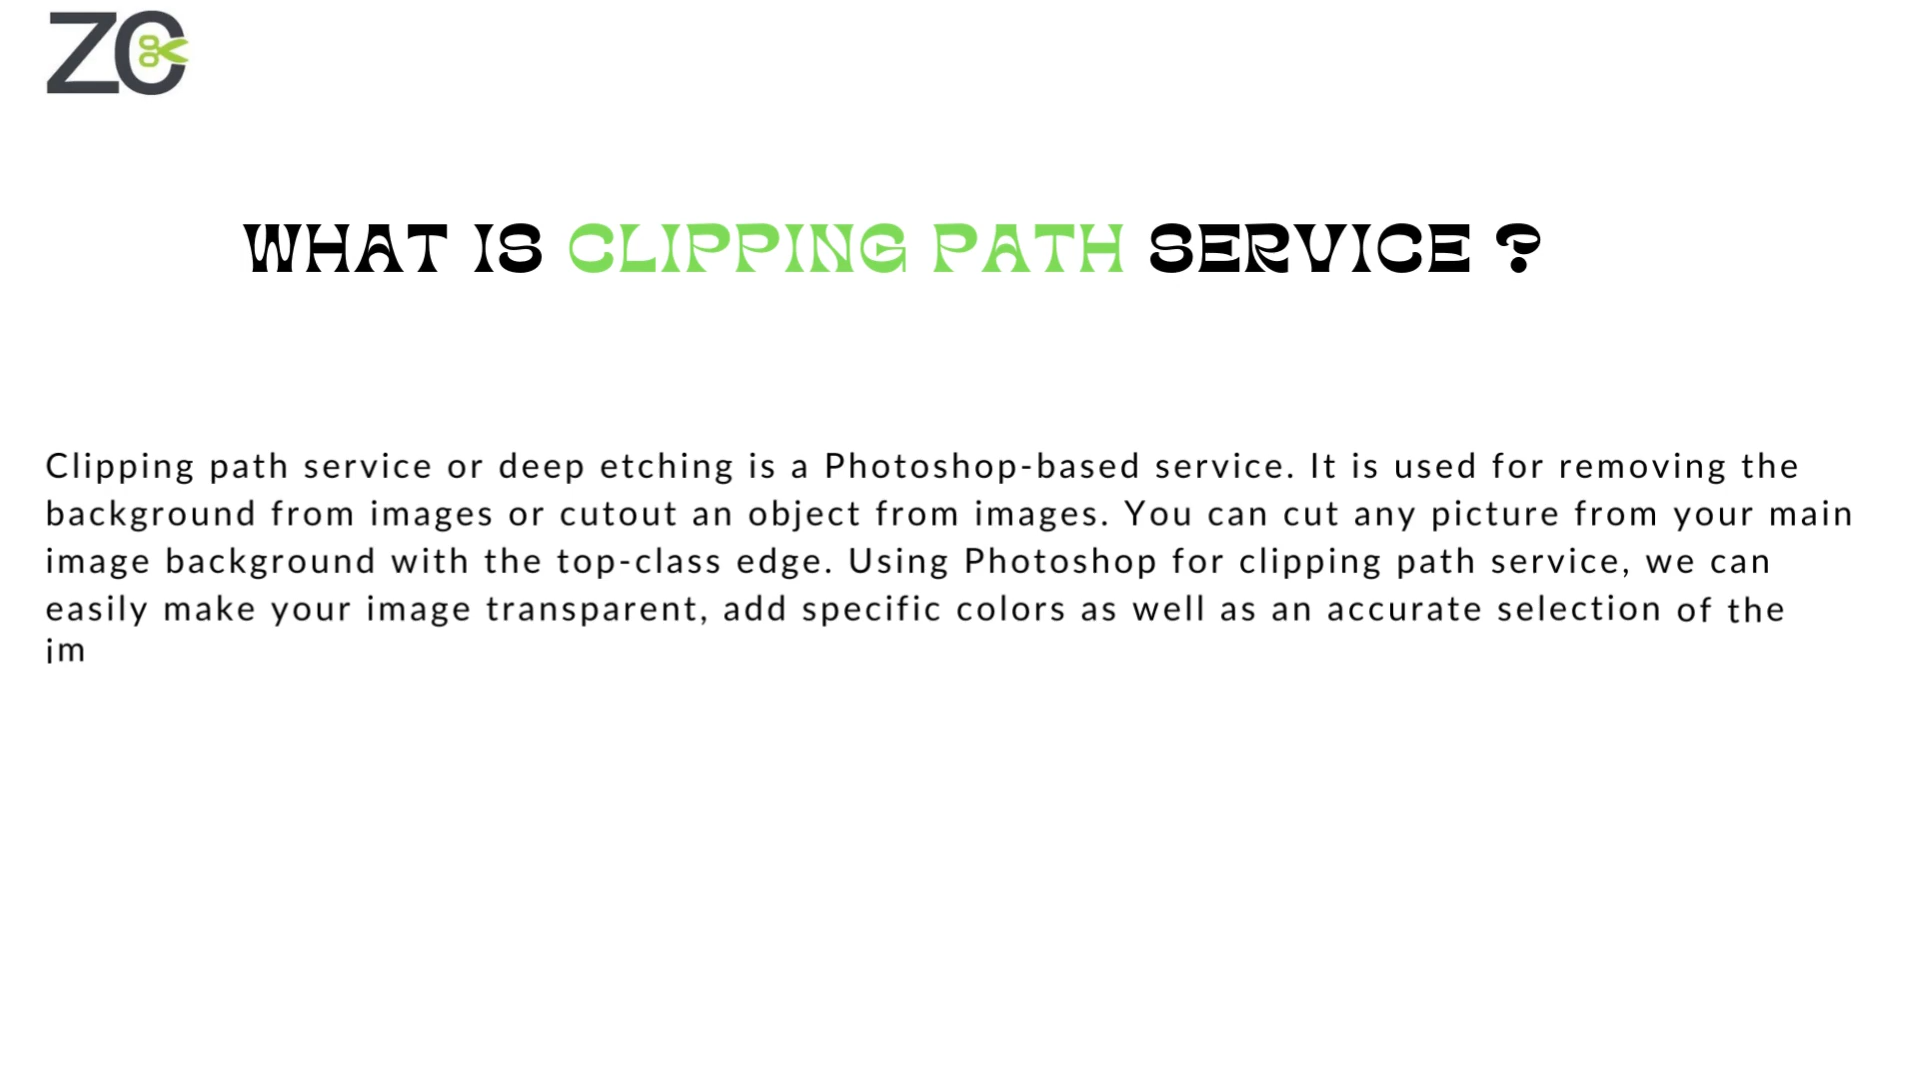 ZC
WHAT IS CLIPPING PATH SERVICE ?
Clipping path service or deep etching is a Photoshop-based service. It is used for removing the
background from images or cutout an object from images. You can cut any picture from your main
image background with the top-class edge. Using Photoshop for clipping path service, we can
easily make your image transparent, add specific colors as well as an accurate selection of the
im